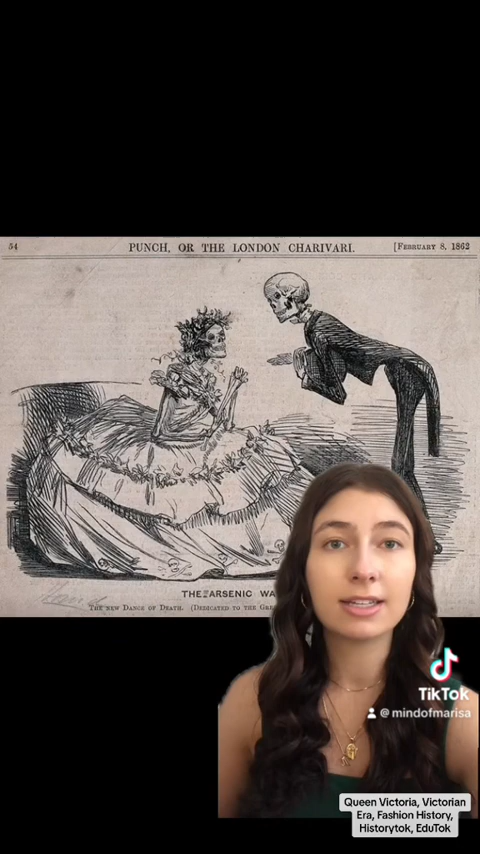 54
PUNCH, OR THE LONDON CHARIVARI.
[FEBRUARY 8, 1862
THE ARSENIC WA
THE NEW DANCE OF DEATH. (DEDICATED TO THE GRE
TikTok
@mindofmarisa
Queen Victoria, Victorian
Era, Fashion History,
Historytok, EduTok